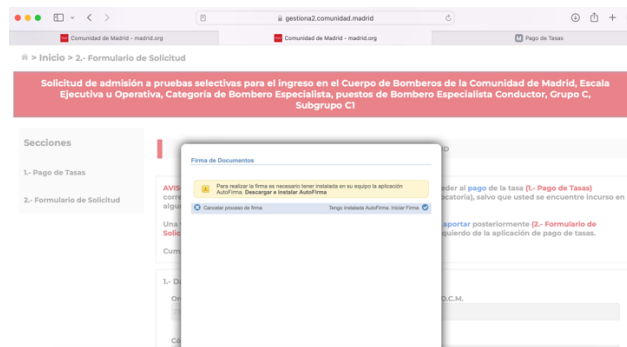 gestiona2.comunidad.madrid
Comunidad de Madrid - madrid.org
Comunidad de Madrid - madrid.org
M Pago de Tasas
> Inicio > 2.- Formulario de Solicitud
Solicitud de admisión a pruebas selectivas para el ingreso en el Cuerpo de Bomberos de la Comunidad de Madrid, Escala
Ejecutiva u Operativa, Categoría de Bombero Especialista, puestos de Bombero Especialista Conductor, Grupo C,
Subgrupo C1
Secciones
1.- Pago de Tasas
2.- Formulario de Solicitud
Firma de Documentos
Para realizar la firma es necesario tener instalada en su equipo la aplicación
AutoFirma. Descargar e instalar AutoFirma
Cancelar proceso de firma
Tengo instalada AutoFirma. Iniciar Firma
eder al pago de la tasa (1.- Pago de Tasas)
corre
ocatoria), salvo que usted se encuentre incurso en
algu
Una
aportar posteriormente (2.- Formulario de
Solic
quierdo de la aplicación de pago de tasas.
Cum
1.- D
O.C.M.